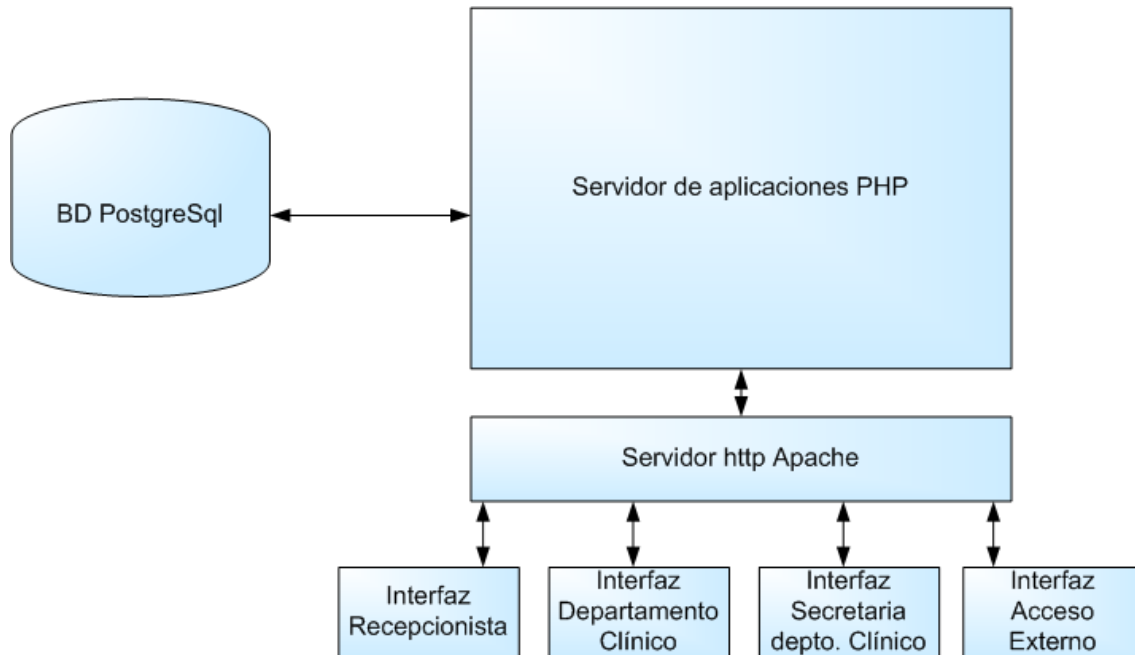 Servidor de aplicaciones PHP
BD PostgreSql
Servidor http Apache
Interfaz
Recepcionista
Interfaz
Departamento
Clínico
Interfaz
Secretaria
depto. Clínico
Interfaz
Acceso
Externo